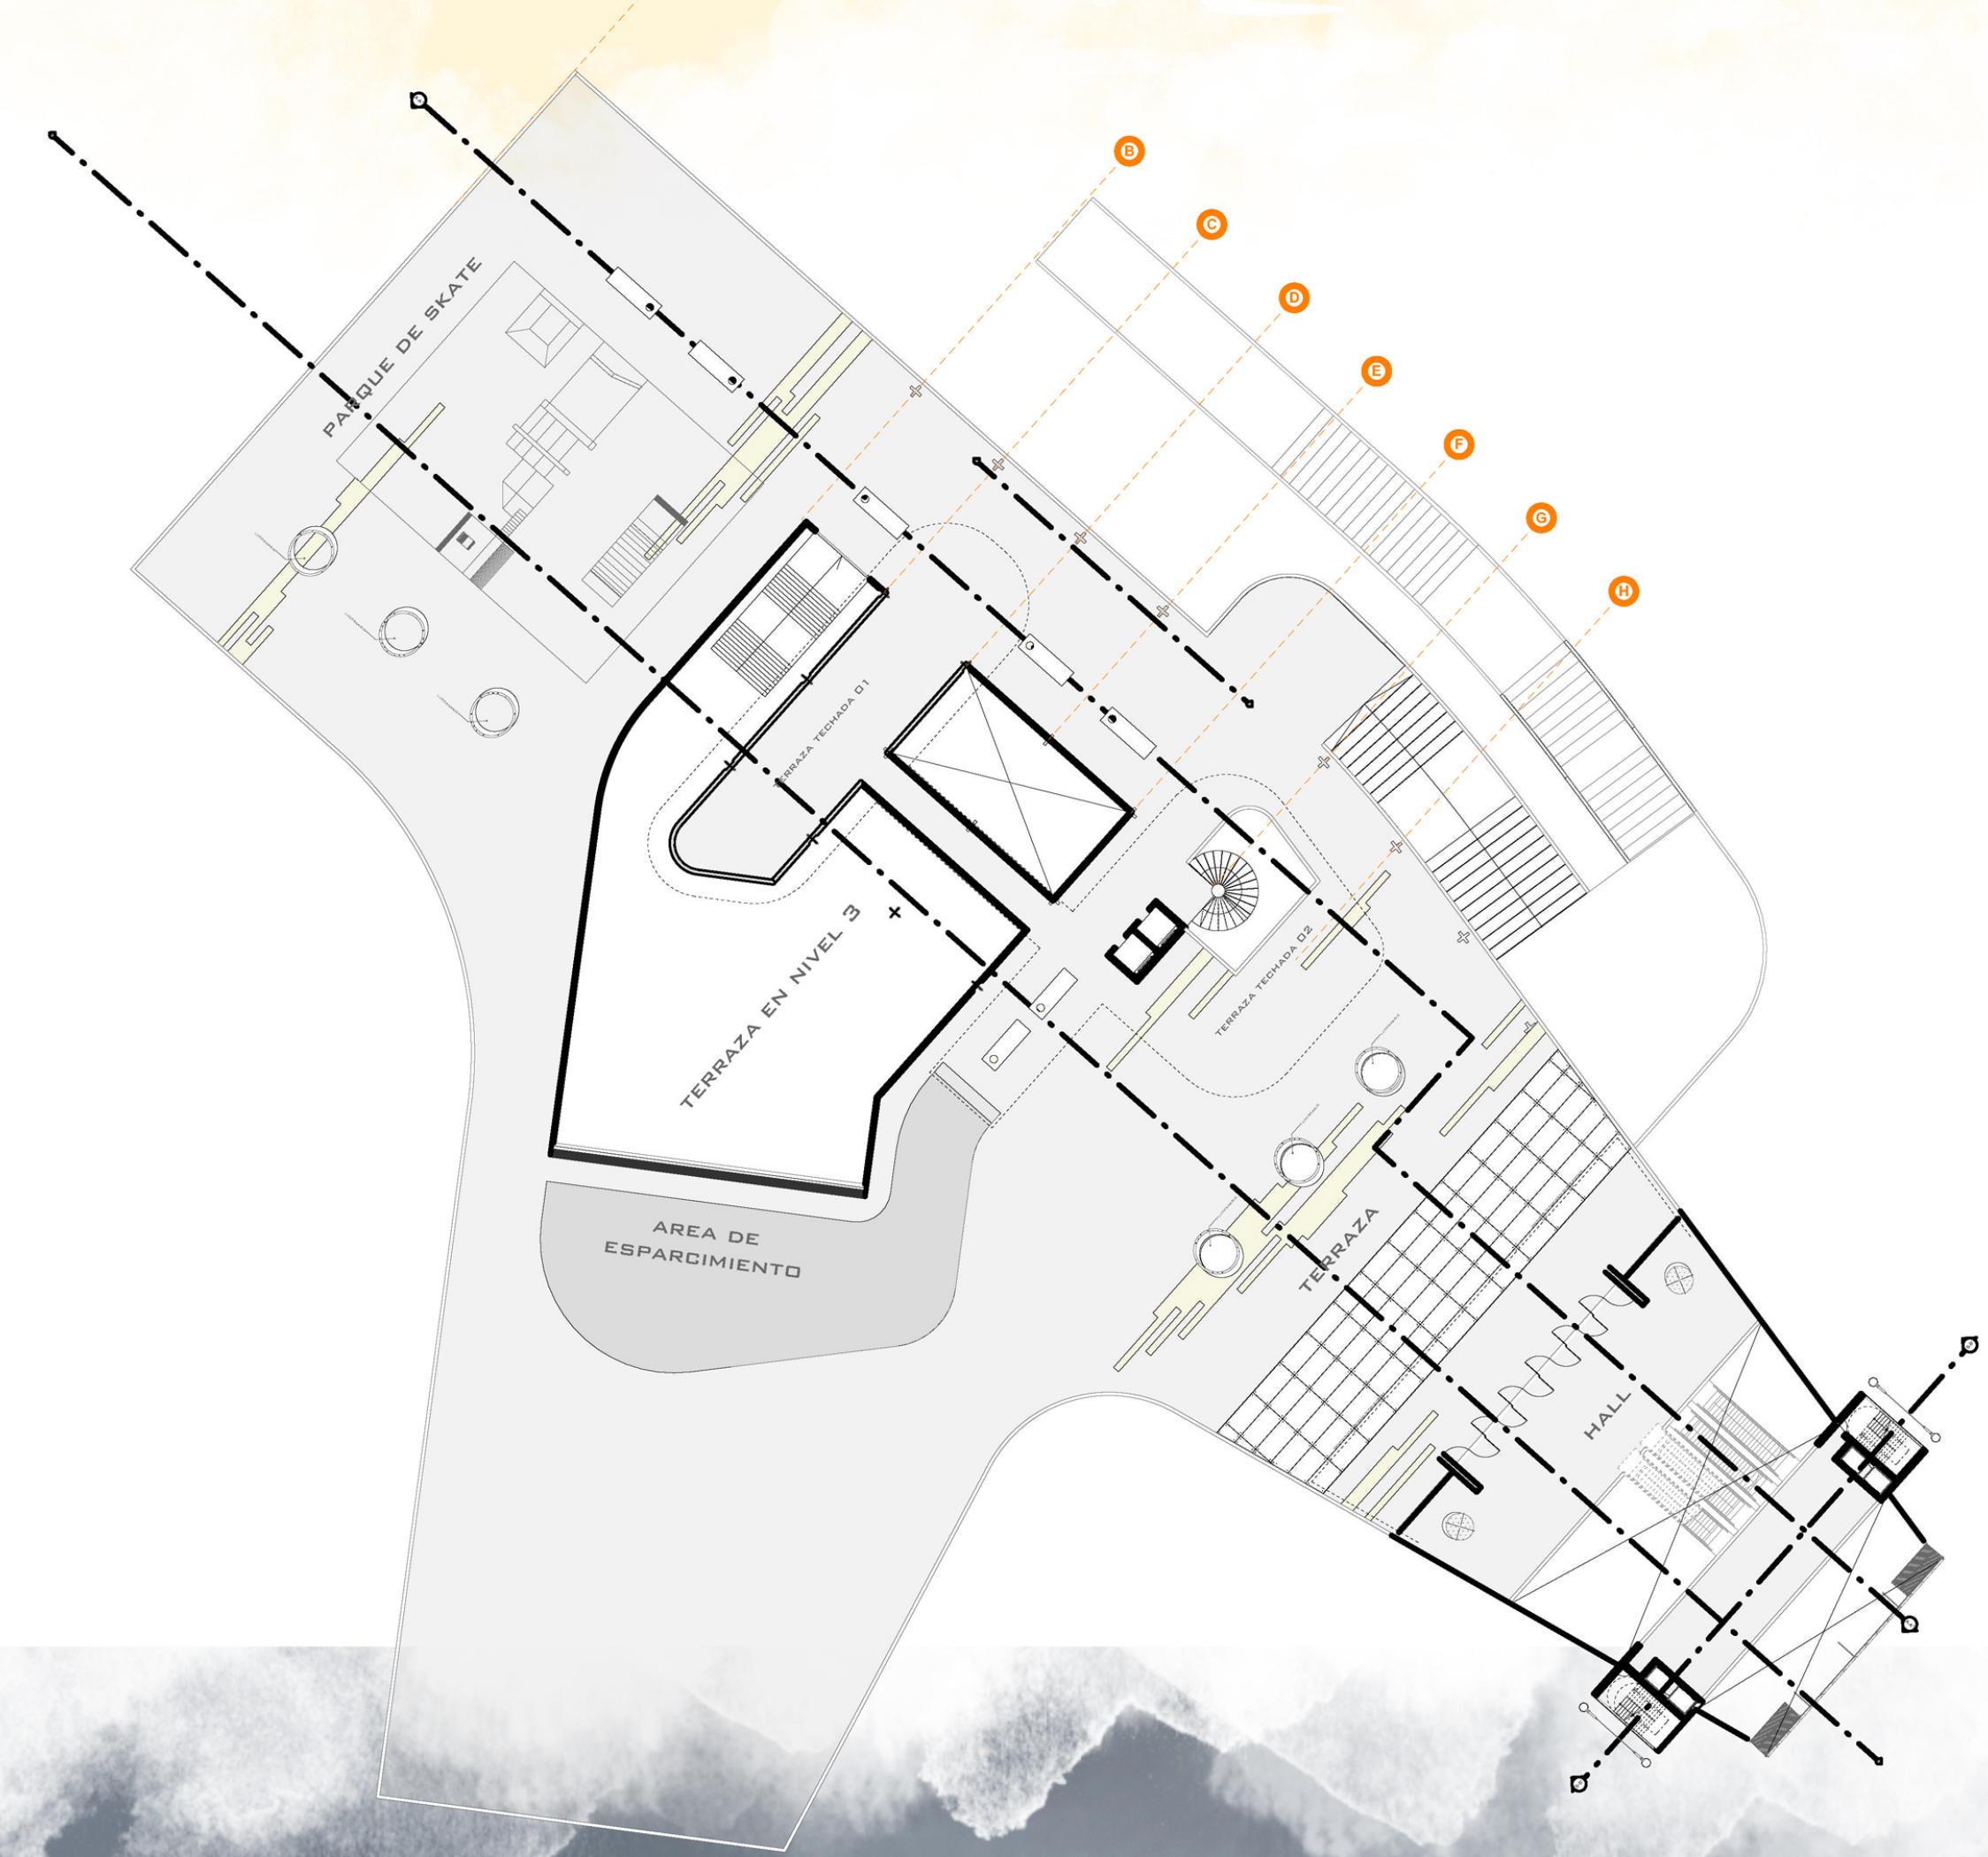 B
C
D
E
F
G
H
PARQUE DE SKATE
TERRAZA TECHADA 01
TERRAZA EN NIVEL 3
TERRAZA TECHADA 02
AREA DE
ESPARCIMIENTO
TERRAZA
HALL